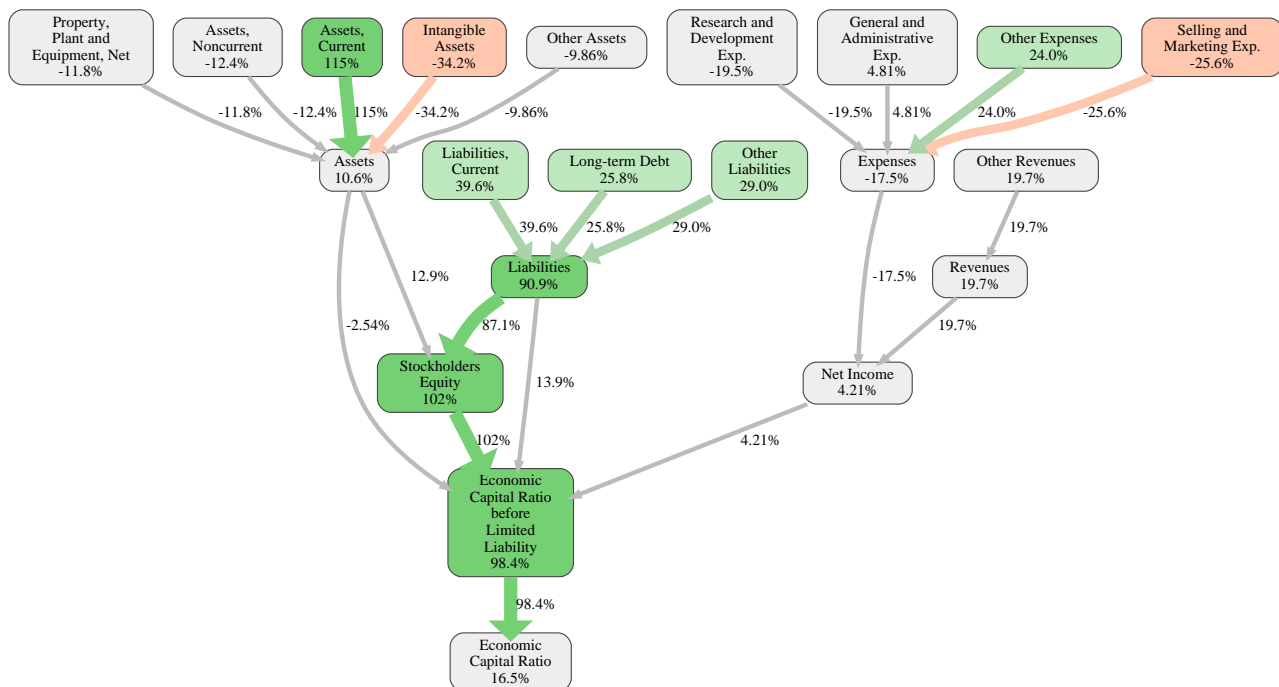 Property,
Plant and
Equipment, Net
-11.8%
Assets,
Noncurrent
-12.4%
Assets,
Current
115%
Intangible
Assets
-34.2%
Other Assets
-9.86%
Research and
Development
Exp.
-19.5%
General and
Administrative
Exp.
4.81%
Other Expenses
24.0%
Selling and
Marketing Exp.
-25.6%
-11.8%
-12.4%
115%
-34.2%
-9.86%
-19.5%
4.81%
24.0%
-25.6%
Assets
10.6%
Liabilities,
Current
39.6%
Long-term Debt
25.8%
Other
Liabilities
29.0%
Expenses
-17.5%
Other Revenues
19.7%
39.6%
25.8%
29.0%
19.7%
12.9%
Liabilities
90.9%
-17.5%
Revenues
19.7%
-2.54%
87.1%
19.7%
Stockholders
Equity
102%
13.9%
Net Income
4.21%
102%
4.21%
Economic
Capital Ratio
before
Limited
Liability
98.4%
98.4%
Economic
Capital Ratio
16.5%